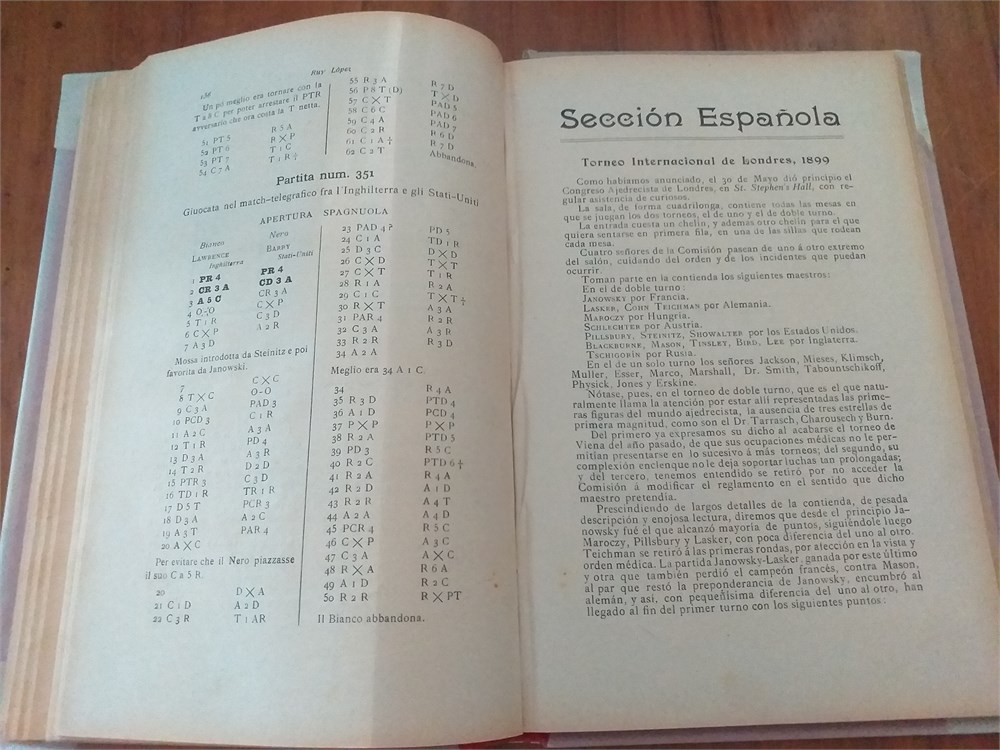 186
Ruy López
Un pò meglio era tornare con la
T a 8 C per poter arrestare il PTR
avversario che ora costa la T netta.
51 PT 5 R 5 A
52 PT 6 R 3 C
53 PT 7 T 1 C
54 C 7 A T 1 R ‡
55 R 3 A R 7 D
56 P 8 T (D) T X D
57 C X T PAD 5
58 C 6 C PAD 6
59 C 4 A PAD 7
60 C 2 R R 6 D
61 C 1 A ‡ R 7 D
62 C 2 T Abbandona.
Partita num. 351
Giuocata nel match-telegrafico fra l'Inghilterra e gli Stati-Uniti
APERTURA SPAGNUOLA
Bianco Nero
LAWRENCE BARRY
Inghilterra Stati-Uniti
1 PR 4 PR 4
2 CR 3 A CD 3 A
3 A 5 C CR 3 A
4 O-O C X P
5 T 1 R C 3 D
6 C X P A 2 R
7 A 3 D
Mossa introdotta da Steinitz e poi
favorita da Janowski.
7 C X C
8 T X C O-O
9 C 3 A PAD 3
10 PCD 3 C 1 R
11 A 2 C A 3 A
12 T 1 R PD 4
13 D 3 A A 3 R
14 T 2 R D 2 D
15 PTR 3 C 3 D
16 TD 1 R TR 1 R
17 D 5 T PCR 3
18 D 3 A A 2 C
19 A 5 T PAR 4
20 A X C
Per evitare che il Nero piazzasse
il suo C a 5 R.
20 D X A
21 C 1 D A 2 D
22 C 3 R T 1 AR
23 PAD 4 ? PD 5
24 C 1 A TD 1 R
25 D 3 C D X D
26 C X D T X T
27 C X T T 1 R
28 R 1 A R 2 A
29 C 1 C T X T ‡
30 R X T A 3 A
31 PAR 4 R 2 R
32 C 3 A A 3 R
33 R 2 R R 3 D
34 A 2 A
Meglio era 34 A 1 C.
34 R 4 A
35 R 3 D PTD 4
36 A 1 D PCD 4
37 P X P P X P
38 R 2 A PTD 5
39 PD 3 R 5 C
40 R 2 C PTD 6 ‡
41 R 2 A R 4 A
42 R 2 D A 1 D
43 R 2 R A 4 T
44 A 2 A A 4 D
45 PCR 4 R 5 C
46 C X P A 3 C
47 C 3 A A X C
48 R X A R 6 A
49 A 1 D R 2 C
50 R 2 R R X PT
Il Bianco abbandona.
Sección Española
Torneo Internacional de Londres, 1899
Como habíamos anunciado, el 30 de Mayo dió principio el
Congreso Ajedrecista de Londres, en St. Stephen's Hall, con re-
gular asistencia de curiosos.
La sala, de forma cuadrilonga, contiene todas las mesas en
que se juegan los dos torneos, el de uno y el de doble turno.
La entrada cuesta un chelín, y además otro chelín para el que
quiera sentarse en primera fila, en una de las sillas que rodean
cada mesa.
Cuatro señores de la Comisión pasean de uno á otro extremo
del salón, cuidando del orden y de los incidentes que puedan
ocurrir.
Toman parte en la contienda los siguientes maestros:
En el de doble turno:
JANOWSKY por Francia.
LASKER, COHN TEICHMAN por Alemania.
MAROCZY por Hungría.
SCHLECHTER por Austria.
PILLSBURY, STEINITZ, SHOWALTER por los Estados Unidos.
BLACKBURNE, MASON, TINSLEY, BIRD, LEE por Inglaterra.
TSCHIGORIN por Rusia.
En el de un solo turno los señores Jackson, Mieses, Klimsch,
Muller, Esser, Marco, Marshall, Dr. Smith, Tabountschikoff,
Physick, Jones y Erskine.
Nótase, pues, en el torneo de doble turno, que es el que natu-
ralmente llama la atención por estar allí representadas las prime-
ras figuras del mundo ajedrecista, la ausencia de tres estrellas de
primera magnitud, como son el Dr. Tarrasch, Charousech y Burn.
Del primero ya expresamos su dicho al acabarse el torneo de
Viena del año pasado, de que sus ocupaciones médicas no le per-
mitían presentarse en lo sucesivo á más torneos; del segundo, su
complexión enclenque no le deja soportar luchas tan prolongadas;
y del tercero, tenemos entendido se retiró por no acceder la
Comisión á modificar el reglamento en el sentido que dicho
maestro pretendía.
Prescindiendo de largos detalles de la contienda, de pesada
descripción y enojosa lectura, diremos que desde el principio Ja-
nowsky fué el que alcanzó mayoría de puntos, siguiéndole luego
Maroczy, Pillsbury y Lasker, con poca diferencia del uno al otro.
Teichman se retiró á las primeras rondas, por afección en la vista y
orden médica. La partida Janowsky-Lasker, ganada por este último
y otra que también perdió el campeón francés, contra Mason,
al par que restó la preponderancia de Janowsky, encumbró al
alemán, y así, con pequeñísima diferencia del uno al otro, han
llegado al fin del primer turno con los siguientes puntos: